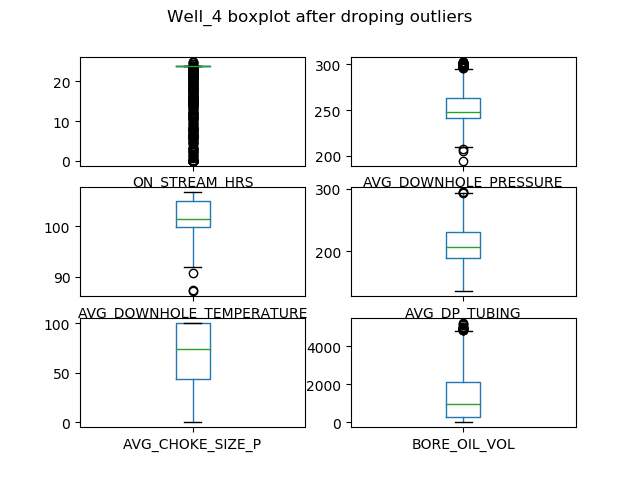 Well_4 boxplot after droping outliers
20
10
0
ON_STREAM_HRS
300
250
200
AVG_DOWNHOLE_PRESSURE
100
90
AVG_DOWNHOLE_TEMPERATURE
300
200
AVG_DP_TUBING
100
50
0
AVG_CHOKE_SIZE_P
4000
2000
0
BORE_OIL_VOL